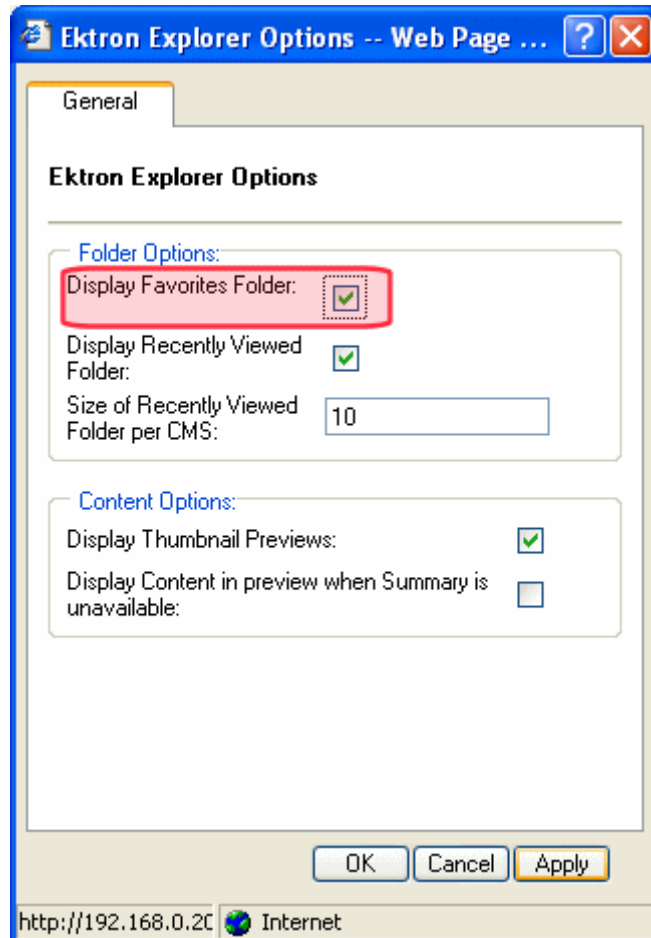 Ektron Explorer Options -- Web Page ...
General
Ektron Explorer Options
Folder Options:
Display Favorites Folder:
Display Recently Viewed
Folder:
Size of Recently Viewed
Folder per CMS:
10
Content Options:
Display Thumbnail Previews:
Display Content in preview when Summary is
unavailable:
OK Cancel Apply
http://192.168.0.20 Internet